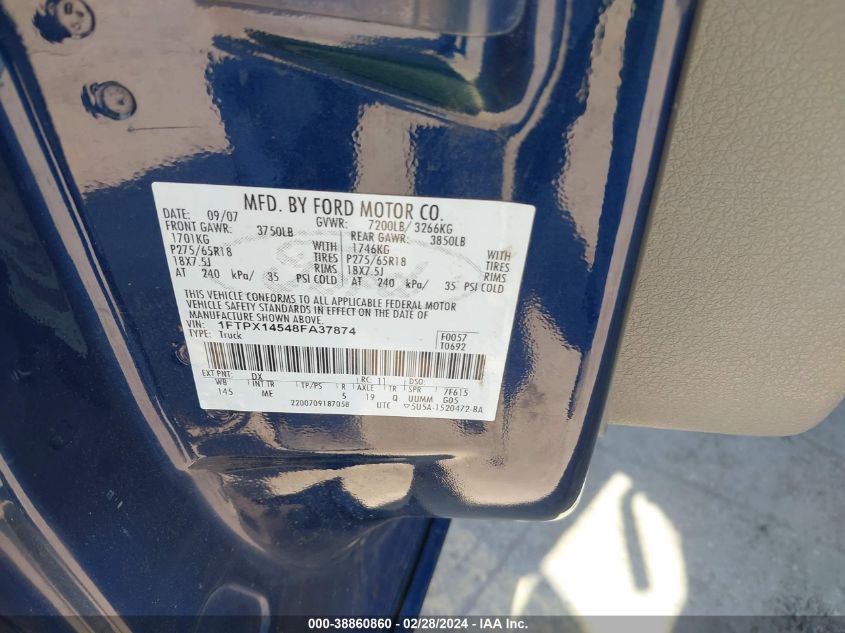 MFD. BY FORD MOTOR CO.
DATE: 09/07 GVWR: 7200LB/ 3266KG
FRONT GAWR: 3750LB REAR GAWR: 3850LB
1701KG WITH 1746KG WITH
P275/65R18 TIRES P275/65R18 TIRES
18X7.5J RIMS 18X7.5J RIMS
AT 240 kPa/ 35 PSI COLD AT 240 kPa/ 35 PSI COLD
THIS VEHICLE CONFORMS TO ALL APPLICABLE FEDERAL MOTOR
VEHICLE SAFETY STANDARDS IN EFFECT ON THE DATE OF
MANUFACTURE SHOWN ABOVE.
VIN: 1FTPX14548FA37874
TYPE: Truck
F0057
T0692
EXT PNT: DX RC: 11 DSO:
WB INT TR TP/PS R AXLE TR SPR 7F615
145 ME 5 19 Q UUMM G05
2200709187058 UTC ▽5U5A-1520472-BA
000-38860860 / 02/28/2024 - IAA Inc.